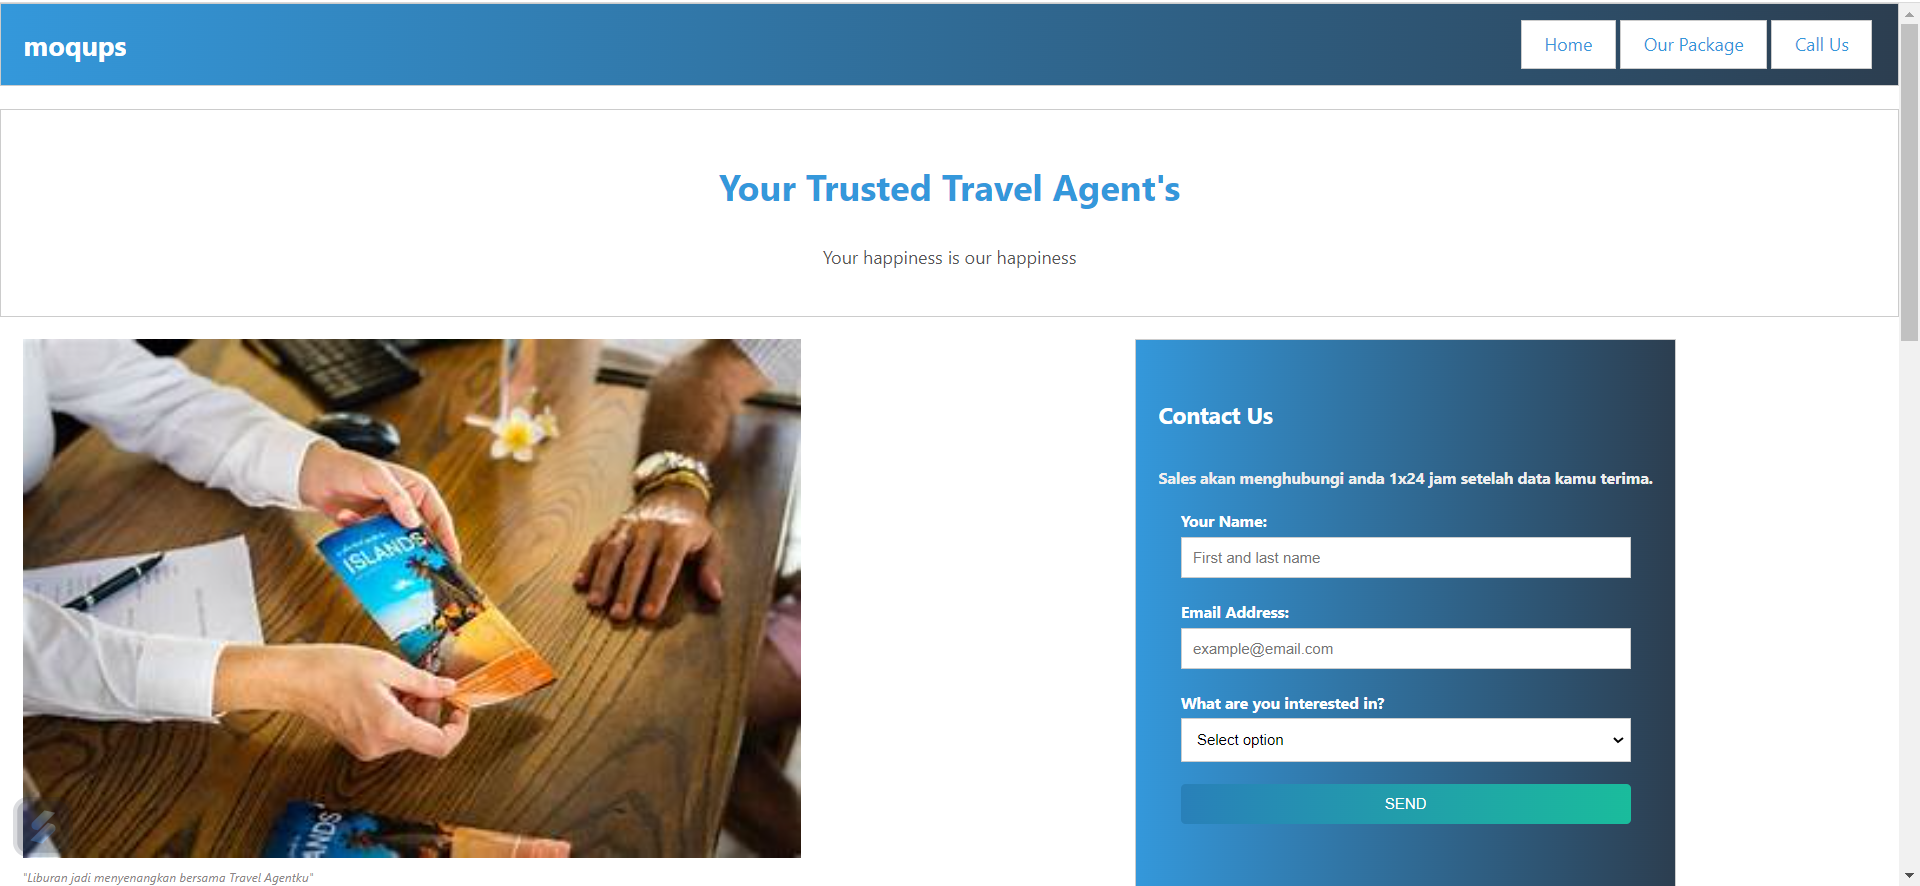 moqups
Home
Our Package
Call Us
Your Trusted Travel Agent's
Your happiness is our happiness
ISLANDS
ANDS
"Liburan jadi menyenangkan bersama Travel Agentku"
Contact Us
Sales akan menghubungi anda 1x24 jam setelah data kamu terima.
Your Name:
First and last name
Email Address:
example@email.com
What are you interested in?
Select option
SEND